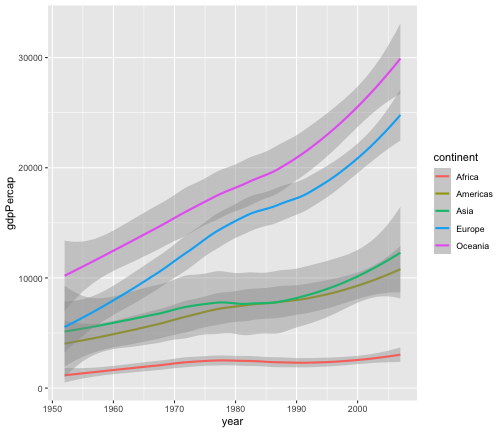 30000
20000
10000
0
gdpPercap
1950 1960 1970 1980 1990 2000
year
continent
Africa
Americas
Asia
Europe
Oceania